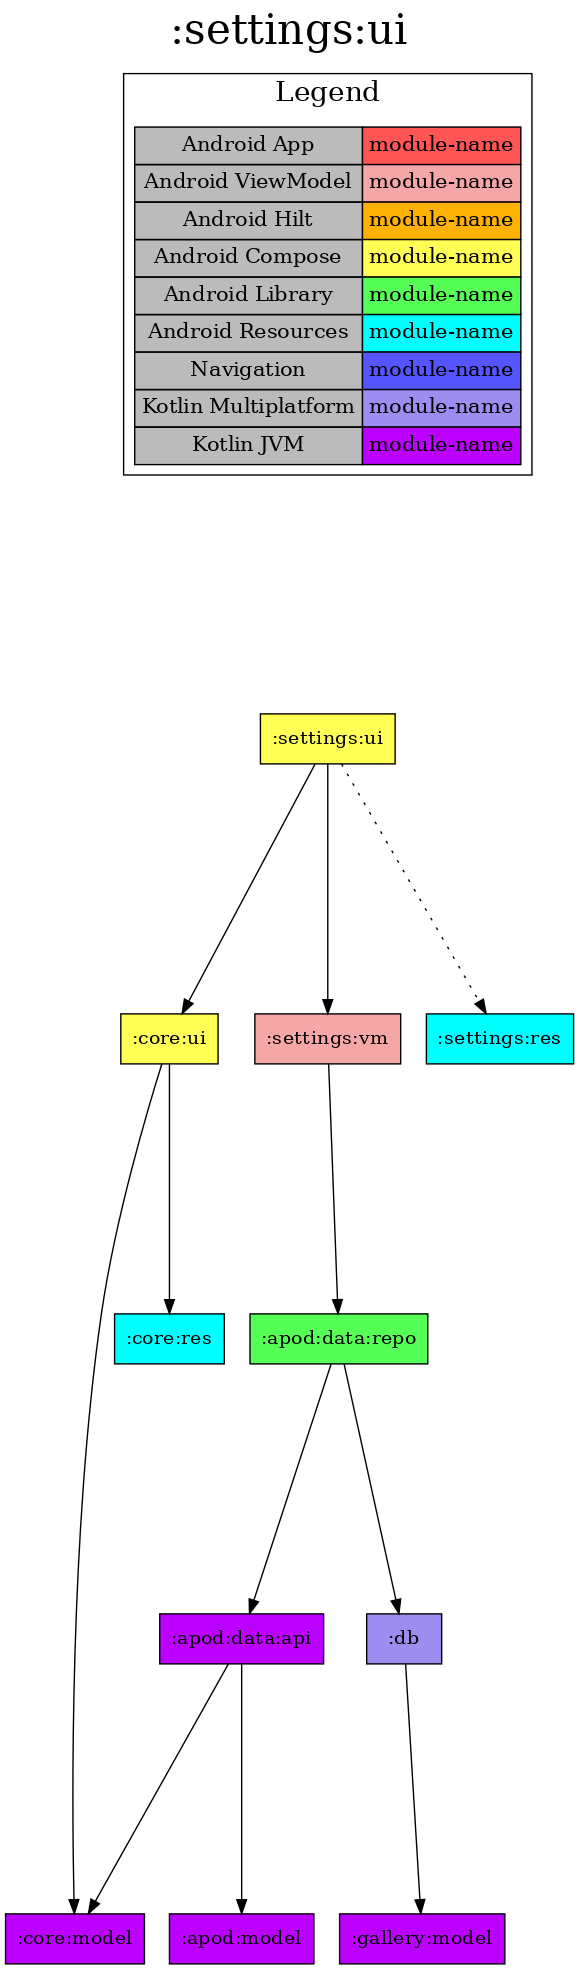 :settings:ui
Legend
Android App module-name
Android ViewModel module-name
Android Hilt module-name
Android Compose module-name
Android Library module-name
Android Resources module-name
Navigation module-name
Kotlin Multiplatform module-name
Kotlin JVM module-name
:settings:ui
:core:ui :settings:vm :settings:res
:core:res :apod:data:repo
:apod:data:api :db
:core:model :apod:model :gallery:model